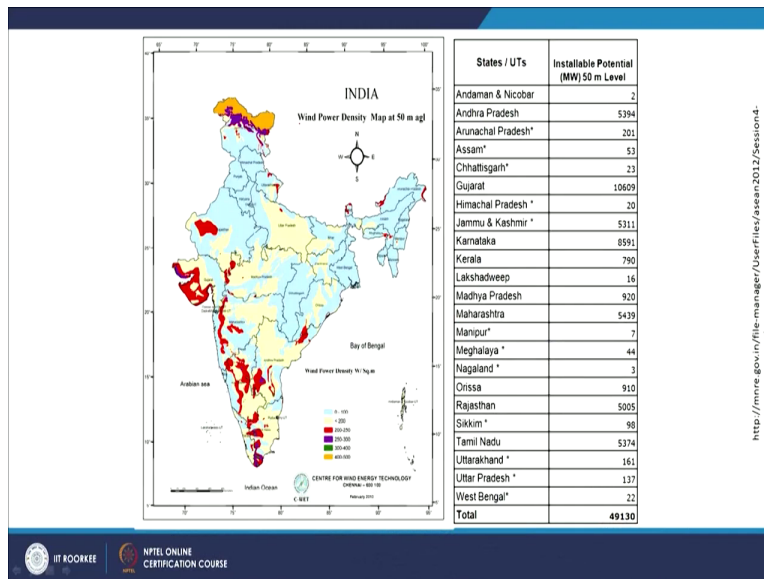 INDIA
Wind Power Density Map at 50 m agl
N
W E
S
Bay of Bengal
Arabian sea
Wind Power Density W/ Sq.m
0 - 100
200-250
250-300
300-400
400-500
CENTRE FOR WIND ENERGY TECHNOLOGY
CHENNAI – 600 100
C-WET
February 2010
Indian Ocean
States / UTs Installable Potential (MW) 50 m Level
Andaman & Nicobar 2
Andhra Pradesh 5394
Arunachal Pradesh* 201
Assam* 53
Chhattisgarh* 23
Gujarat 10609
Himachal Pradesh * 20
Jammu & Kashmir * 5311
Karnataka 8591
Kerala 790
Lakshadweep 16
Madhya Pradesh 920
Maharashtra 5439
Manipur* 7
Meghalaya * 44
Nagaland * 3
Orissa 910
Rajasthan 5005
Sikkim * 98
Tamil Nadu 5374
Uttarakhand * 161
Uttar Pradesh * 137
West Bengal* 22
Total 49130
http://mnre.gov.in/file-manager/UserFiles/asean2012/Session4-
IIT ROORKEE
NPTEL ONLINE
CERTIFICATION COURSE